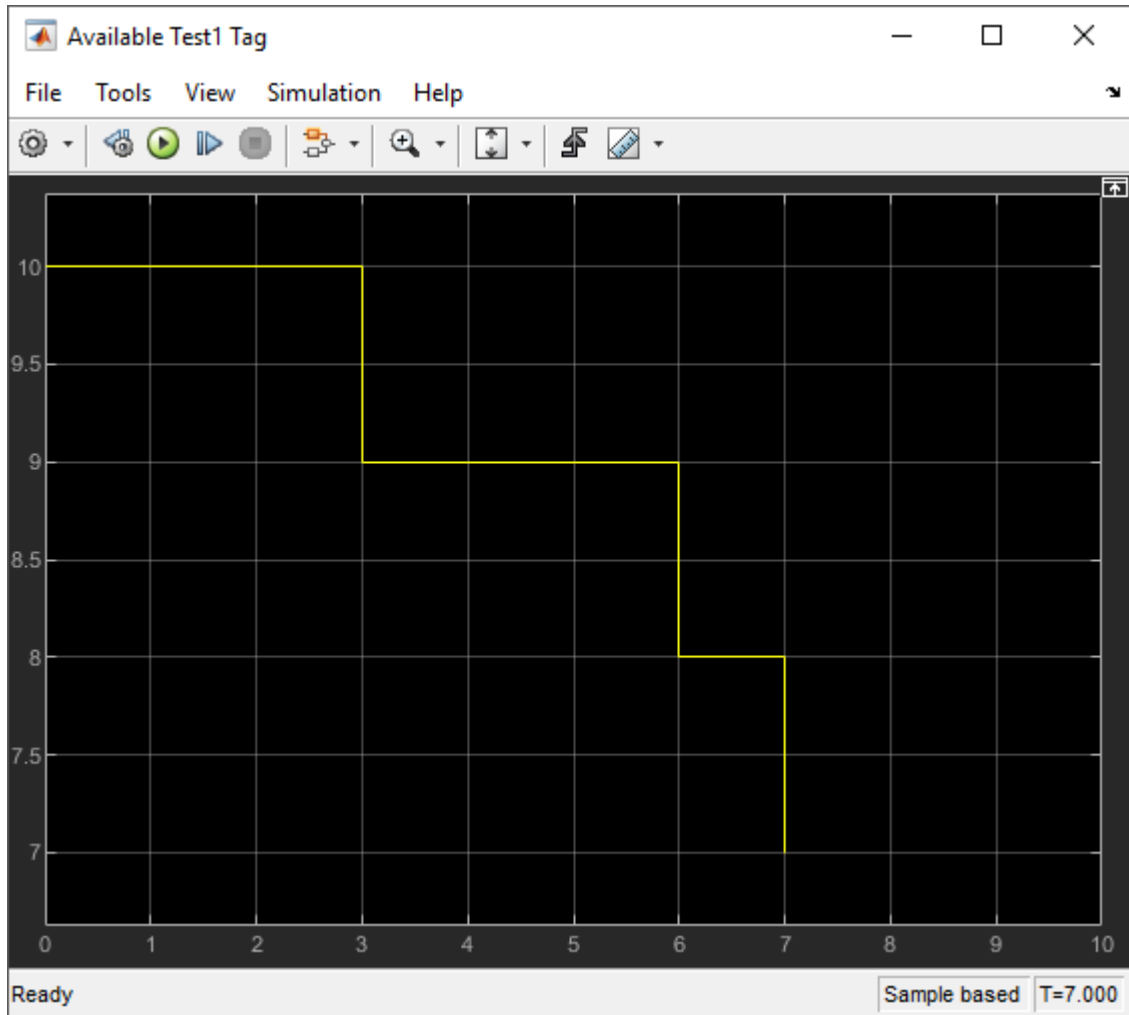 Available Test1 Tag
File Tools View Simulation Help
10
9.5
9
8.5
8
7.5
7
0 1 2 3 4 5 6 7 8 9 10
Ready Sample based T=7.000